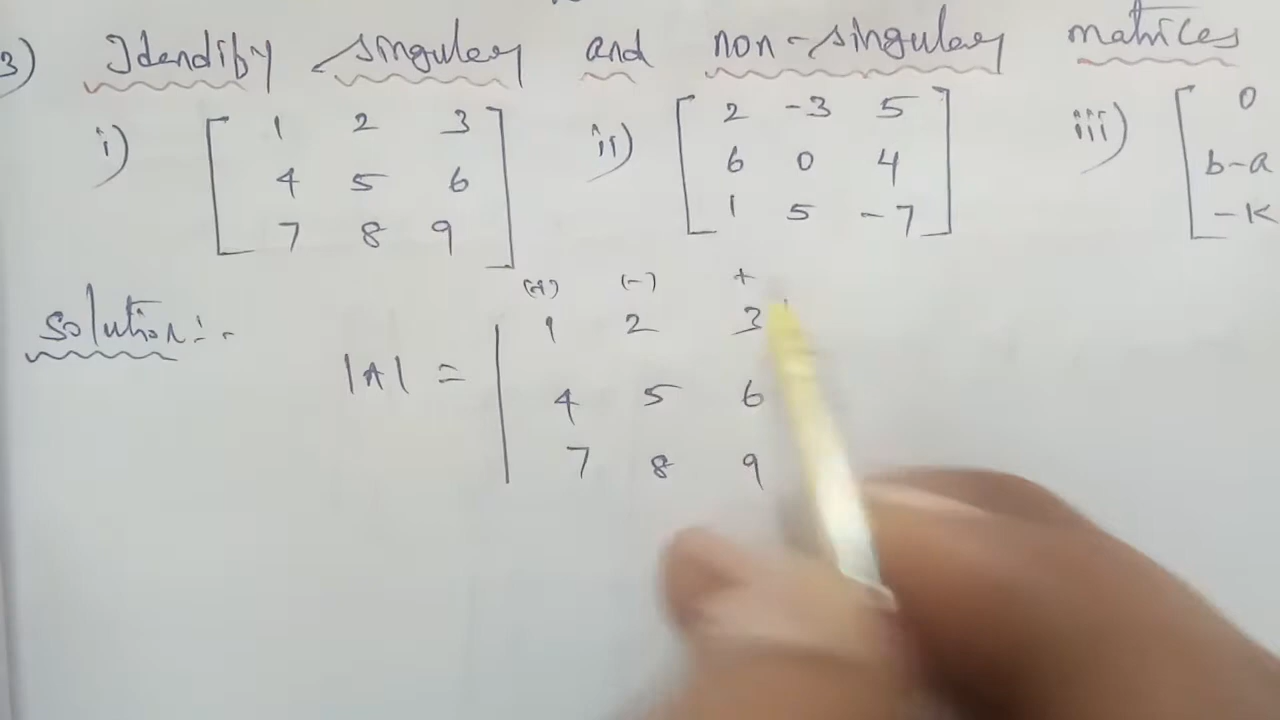 3) Idendify singular and non-singular matrices
i) [ 1 2 3 ii) [ 2 -3 5 ] iii) [ 0
4 5 6 6 0 4 b-a
7 8 9 ] 1 5 -7 -k
(+) (-) +
Solution:- 1 2 3
|A| = | 4 5 6
7 8 9